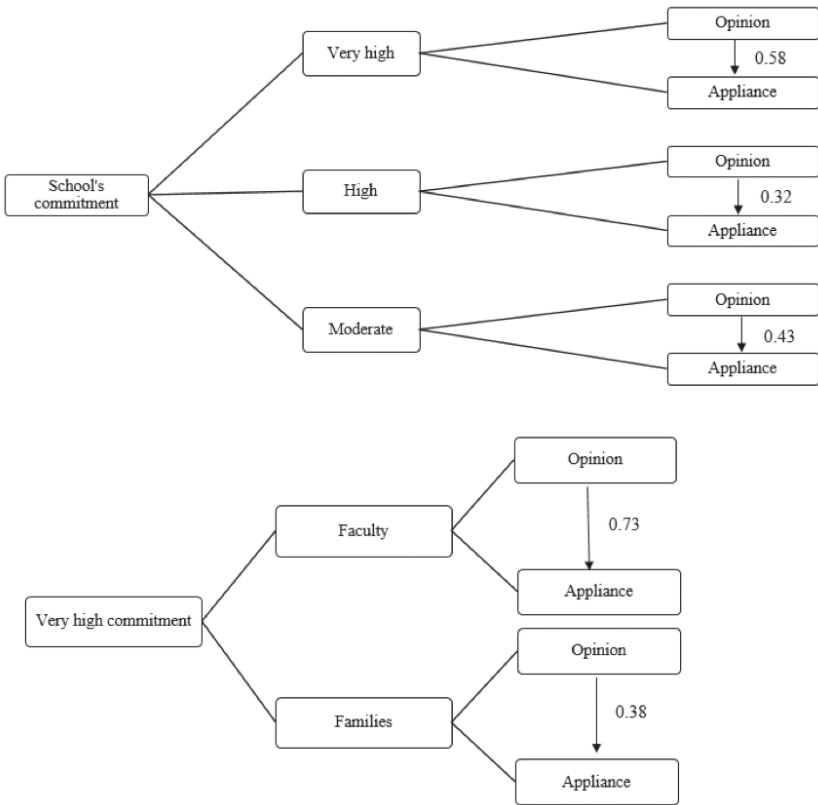 Opinion
Very high
0.58
Appliance
Opinion
School's
commitment
High
0.32
Appliance
Opinion
Moderate
0.43
Appliance
Opinion
Faculty
0.73
Appliance
Very high commitment
Opinion
Families
0.38
Appliance